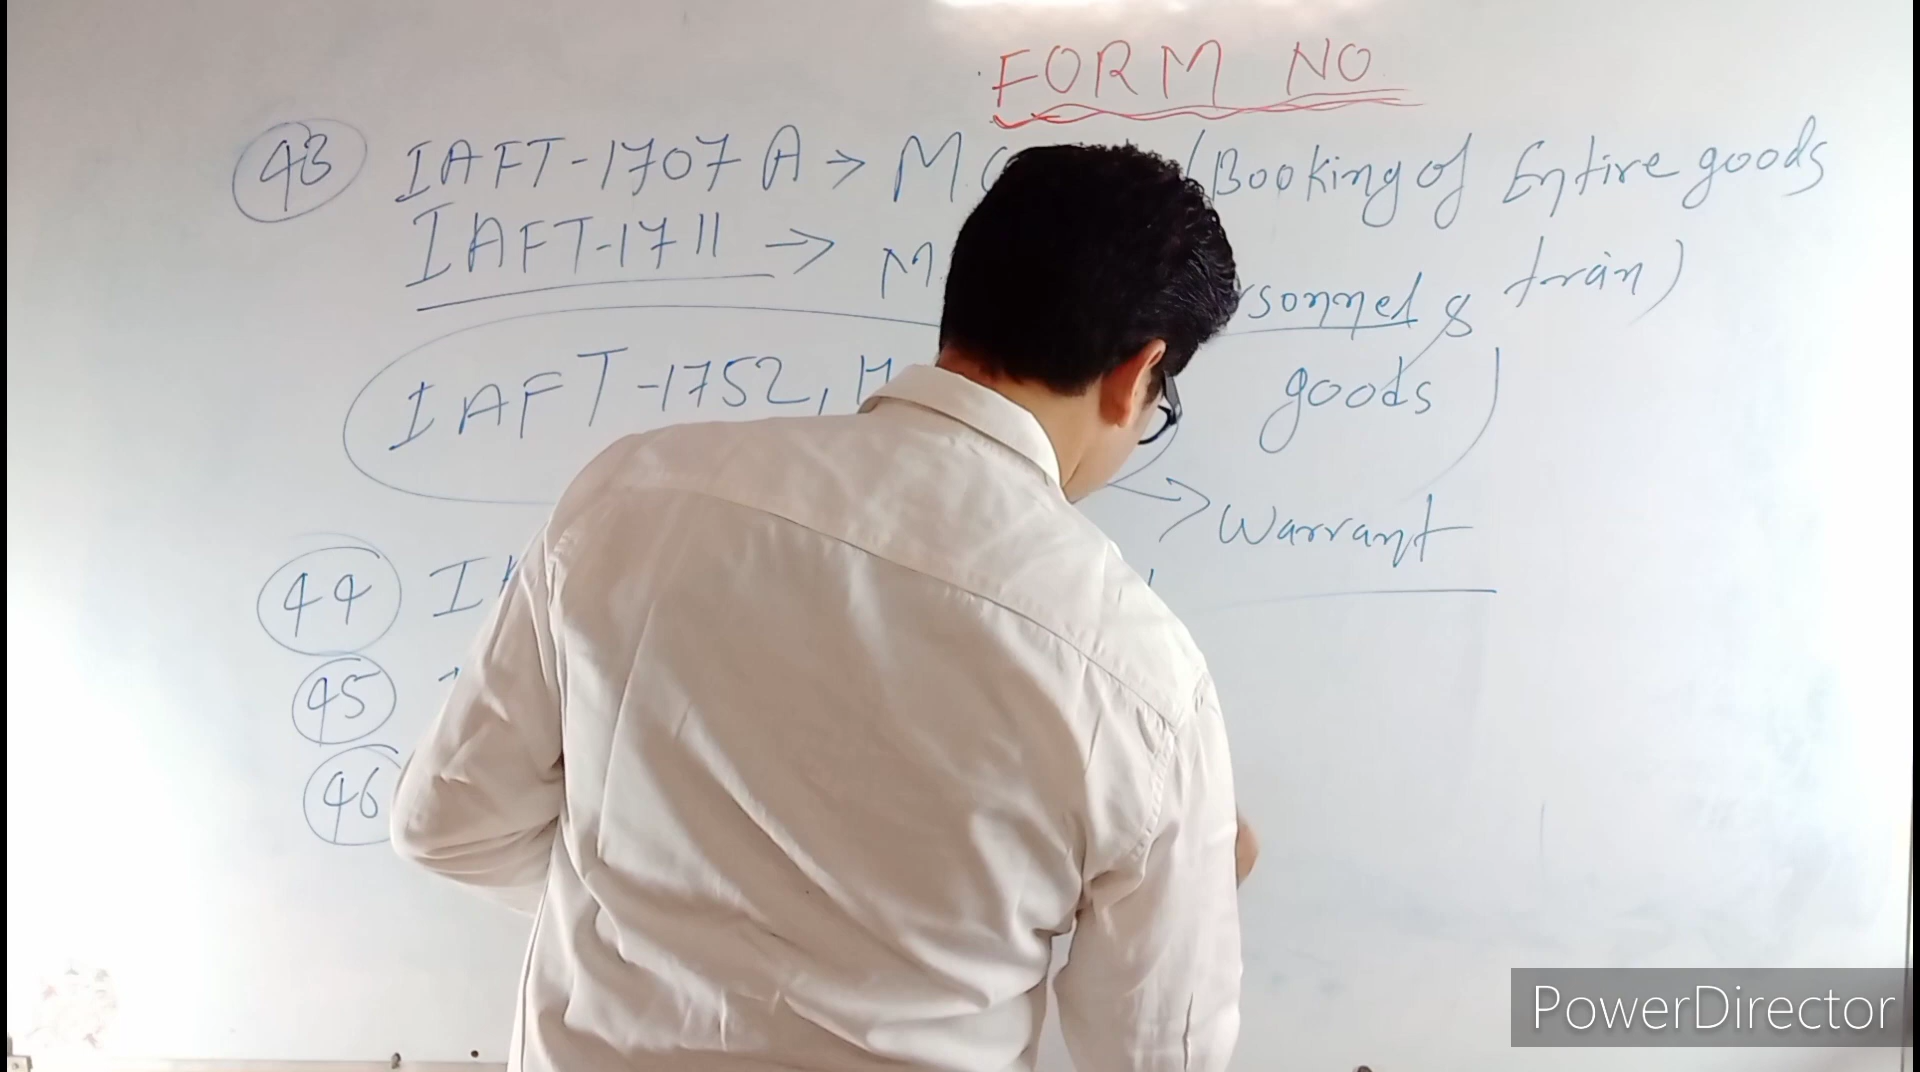 FORM NO
43 IAFT-1707 A → M (Booking of Entire goods train)
IAFT-1711 → M. sonnel & goods)
IAFT-1752,
→ Warrant
44
45
46
PowerDirector